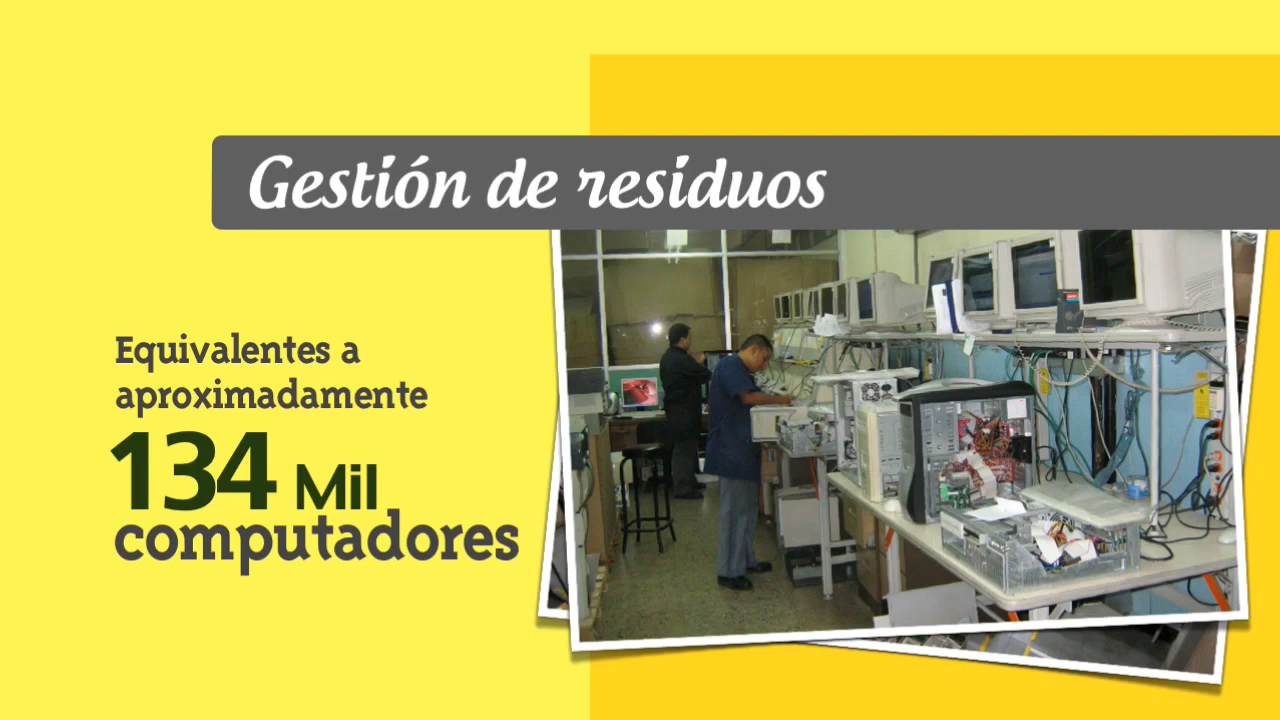 Gestión de residuos
Equivalentes a
aproximadamente
134 Mil
computadores